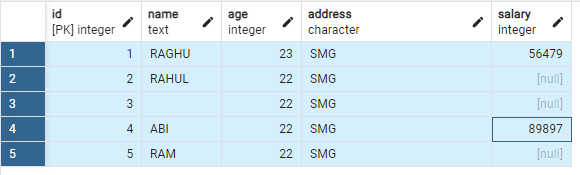 id name age address salary
[PK] integer text integer character integer
1 1 RAGHU 23 SMG 56479
2 2 RAHUL 22 SMG [null]
3 3 22 SMG [null]
4 4 ABI 22 SMG 89897
5 5 RAM 22 SMG [null]